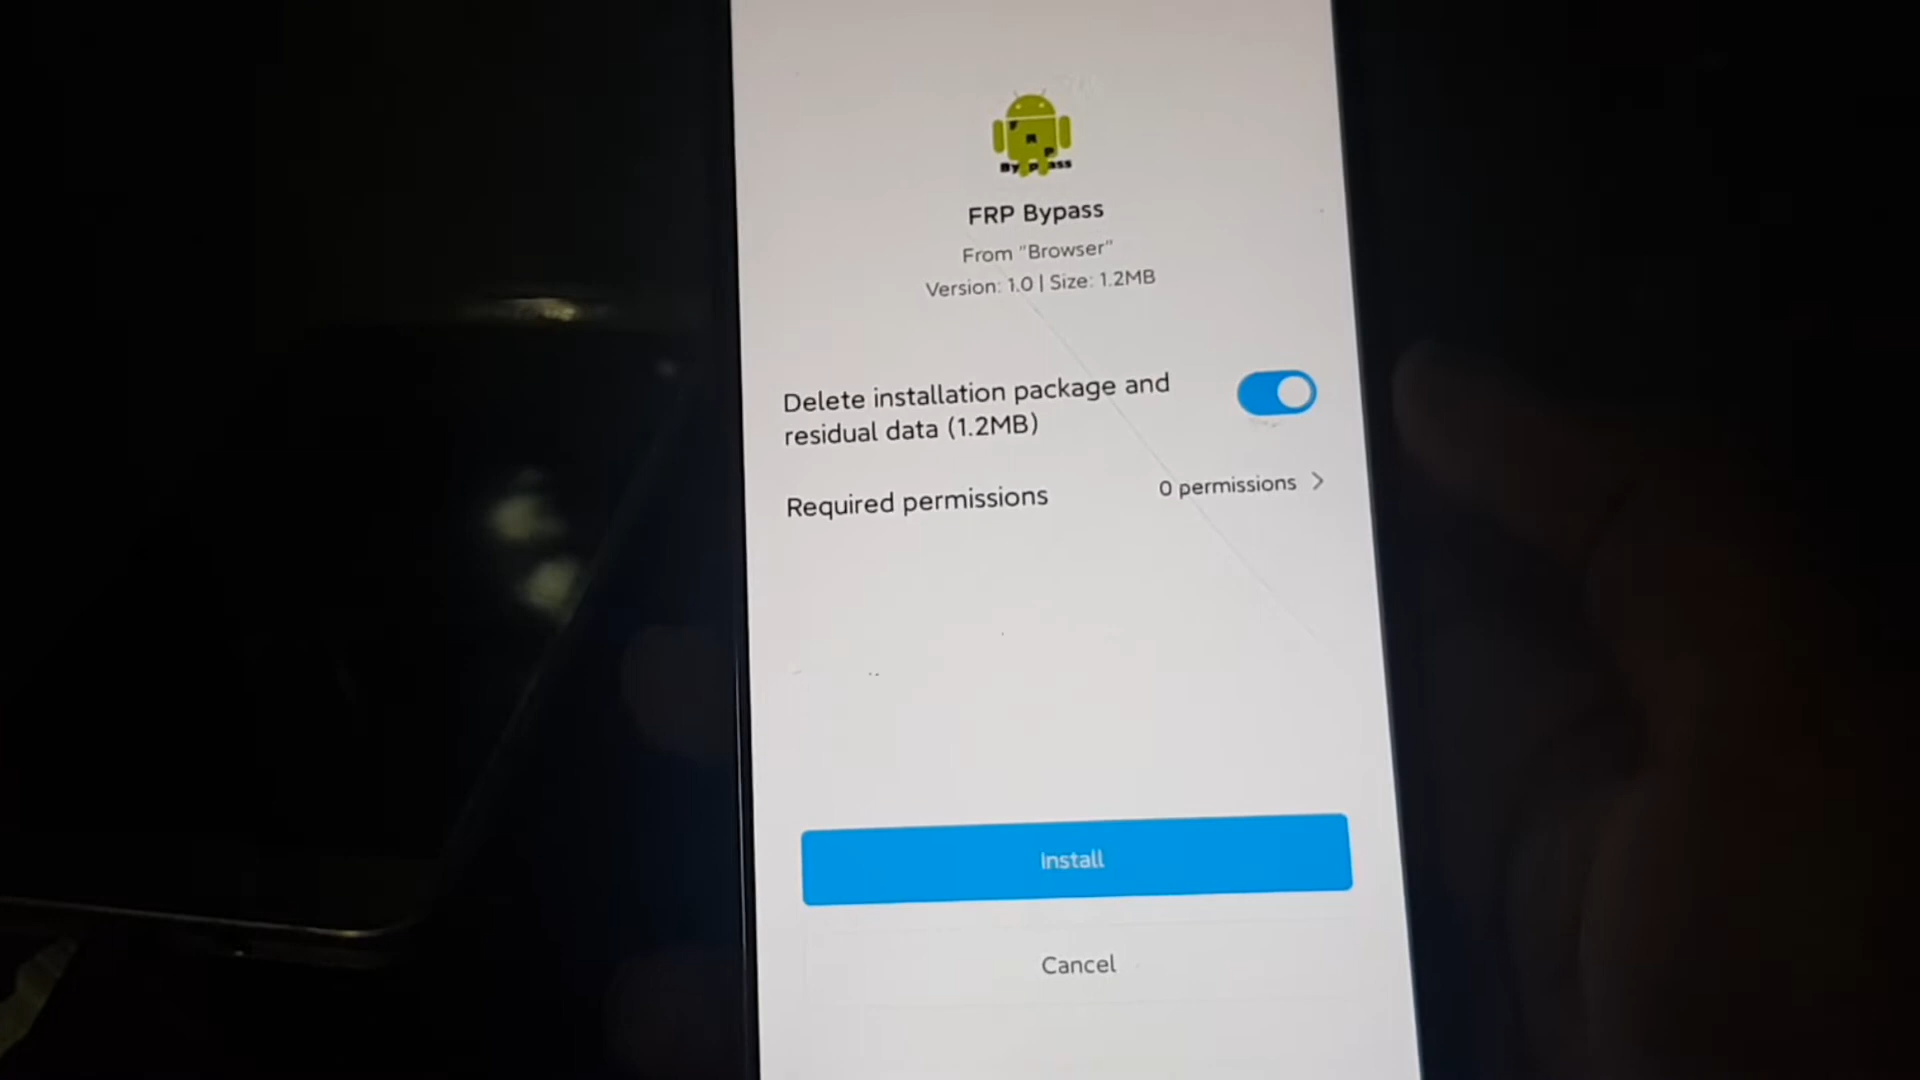 F
R
P
Bypass
FRP Bypass
From "Browser"
Version: 1.0 | Size: 1.2MB
Delete installation package and
residual data (1.2MB)
Required permissions 0 permissions >
Install
Cancel